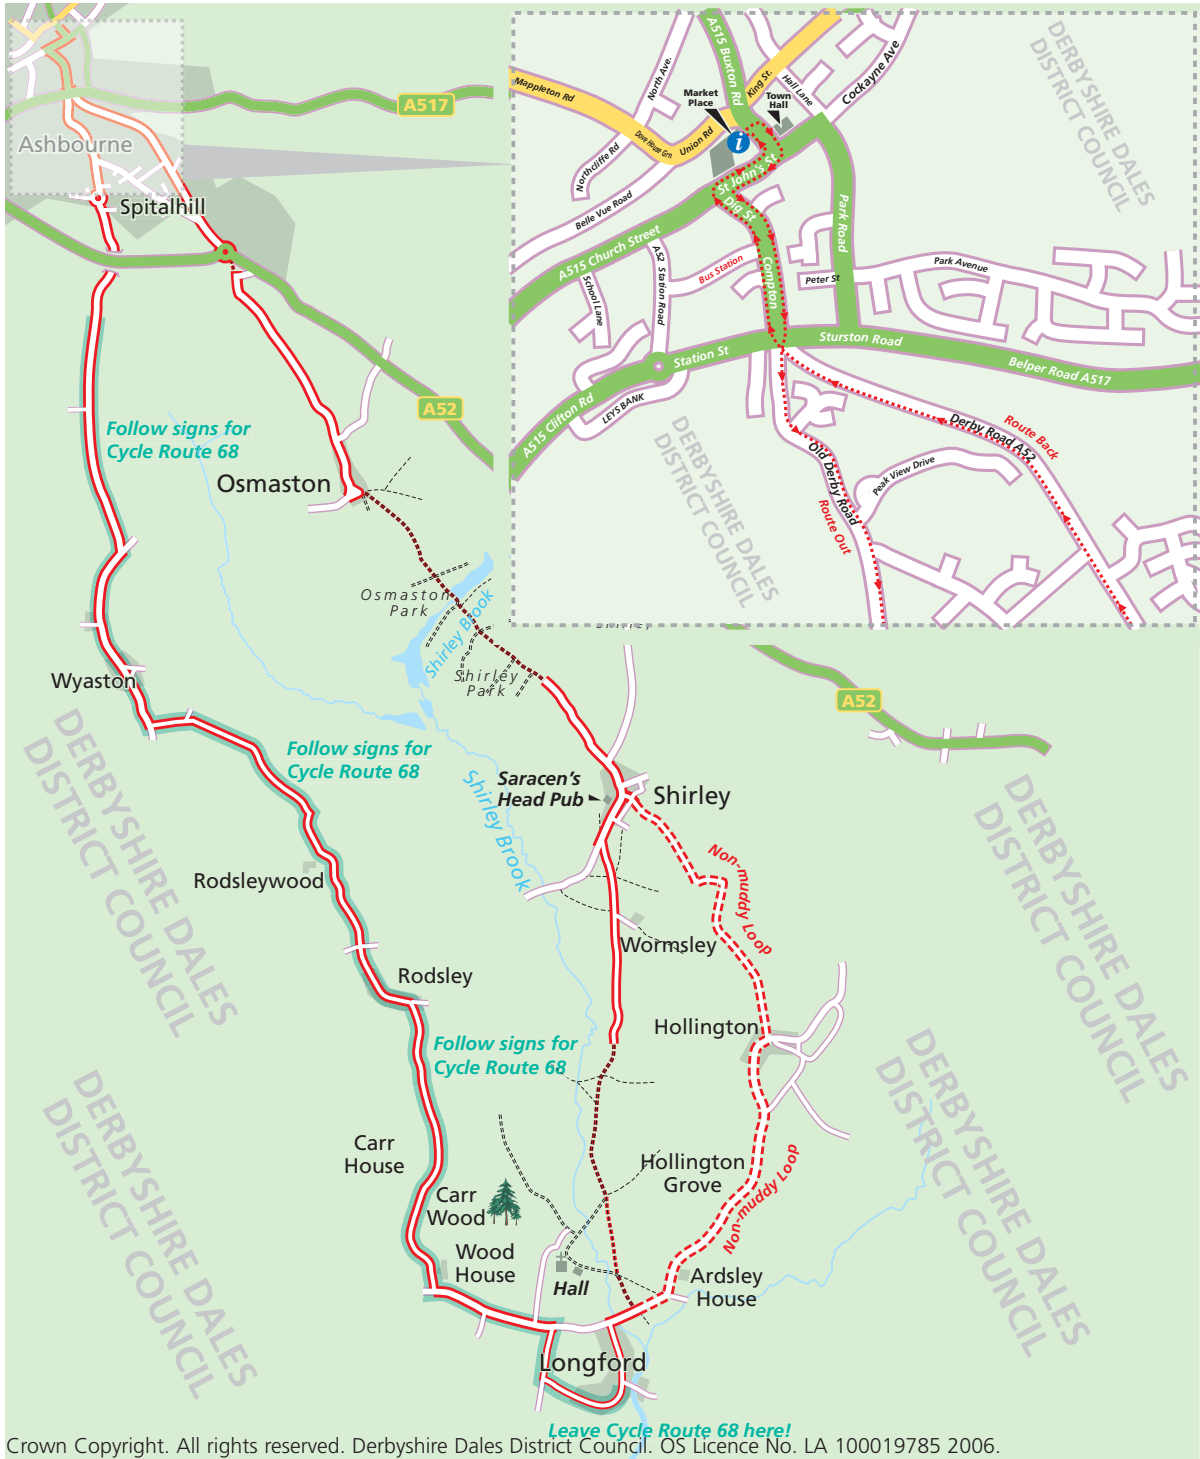 A517
Ashbourne
Spitalhill
Follow signs for
Cycle Route 68
A52
Osmaston
Osmaston
Park
Shirley Brook
Shirley
Park
Wyaston
Follow signs for
Cycle Route 68
A52
Saracen's
Head Pub
Shirley
Shirley Brook
Non-muddy Loop
Rodsleywood
Wormsley
Rodsley
Hollington
Follow signs for
Cycle Route 68
Carr
House
Hollington
Grove
Non-muddy Loop
Carr
Wood
Wood
House
Hall
Ardsley
House
Longford
Leave Cycle Route 68 here!
DERBYSHIRE DALES
DISTRICT COUNCIL
DERBYSHIRE DALES
DISTRICT COUNCIL
DERBYSHIRE DALES
DISTRICT COUNCIL
DERBYSHIRE DALES
DISTRICT COUNCIL
A515 Buxton Rd
North Ave.
Mappleton Rd
Market
Place
i
King St.
Town
Hall
Hall Lane
Cockayne Ave
Dove House Grn
Union Rd
Northcliffe Rd
Belle Vue Road
St John's St
Dig St
Park Road
A515 Church Street
A52 Station Road
School Lane
Bus Station
Compton
Peter St
Park Avenue
Station St
Sturston Road
Belper Road A517
A515 Clifton Rd
LEYS BANK
Old Derby Road
Route Out
Peak View Drive
Derby Road A52
Route Back
DERBYSHIRE DALES
DISTRICT COUNCIL
DERBYSHIRE DALES
DISTRICT COUNCIL
Crown Copyright. All rights reserved. Derbyshire Dales District Council. OS Licence No. LA 100019785 2006.